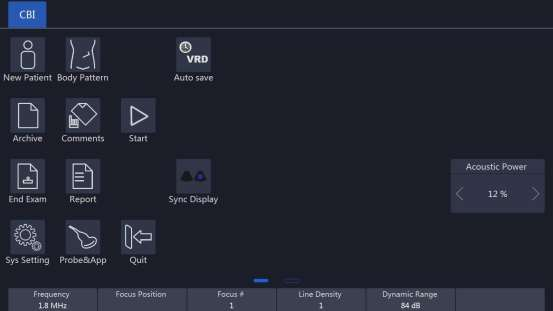 CBI
VRD
New Patient Body Pattern Auto save
Archive Comments Start
Acoustic Power
12 %
End Exam Report Sync Display
Sys Setting Probe&App Quit
Frequency Focus Position Focus # Line Density Dynamic Range
1.8 MHz 1 1 84 dB